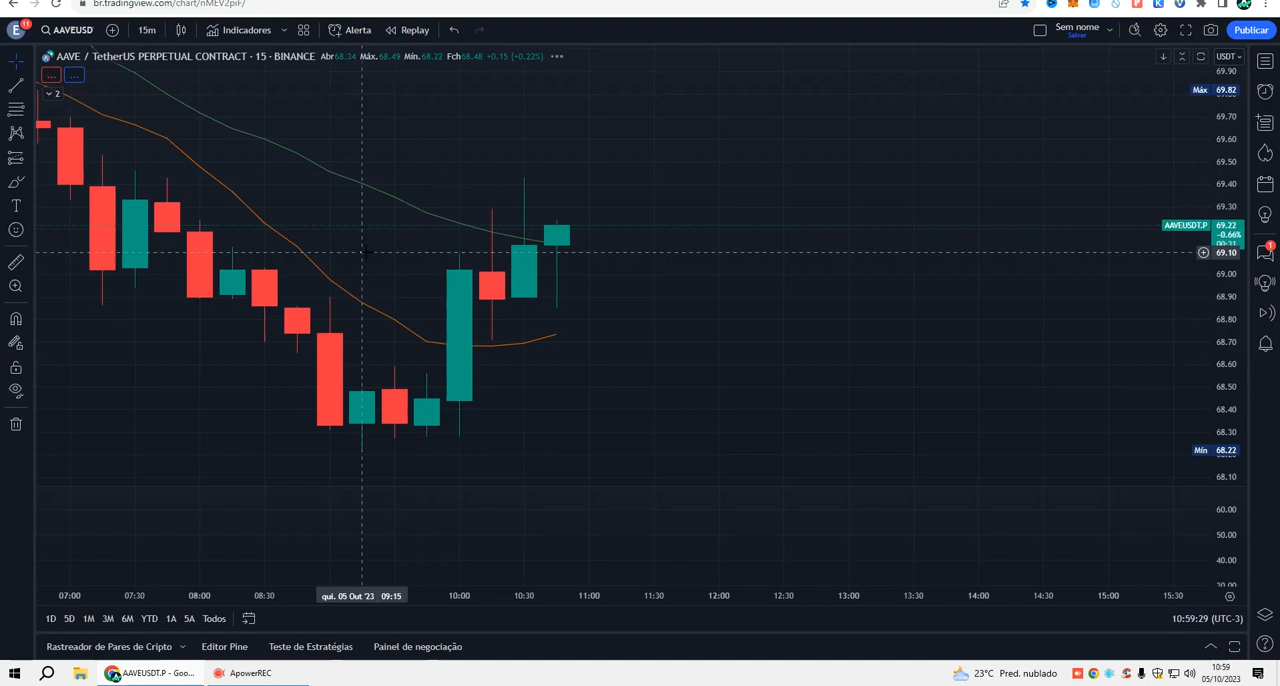 br.tradingview.com/chart/nMEV2piF/
E 11 AAVEUSD 15m Indicadores Alerta Replay Sem nome Salvar Publicar
AAVE / TetherUS PERPETUAL CONTRACT · 15 · BINANCE Abr68.34 Máx.68.49 Mín.68.22 Fch68.48 +0.15 (+0.22%) •••
USDT
... ...
2
69.90
Máx 69.82
69.70
69.60
69.50
69.40
69.30
AAVEUSDT.P 69.22
-0.66%
00:31
69.10
69.00
68.90
68.80
68.70
68.60
68.50
68.40
68.30
Mín 68.22
68.10
60.00
50.00
40.00
30.00
07:00 07:30 08:00 08:30 qui. 05 Out '23 09:15 10:00 10:30 11:00 11:30 12:00 12:30 13:00 13:30 14:00 14:30 15:00 15:30
1D 5D 1M 3M 6M YTD 1A 5A Todos 10:59:29 (UTC-3)
Rastreador de Pares de Cripto Editor Pine Teste de Estratégias Painel de negociação
AAVEUSDT.P - Goo... ApowerREC 23°C Pred. nublado 10:59
05/10/2023